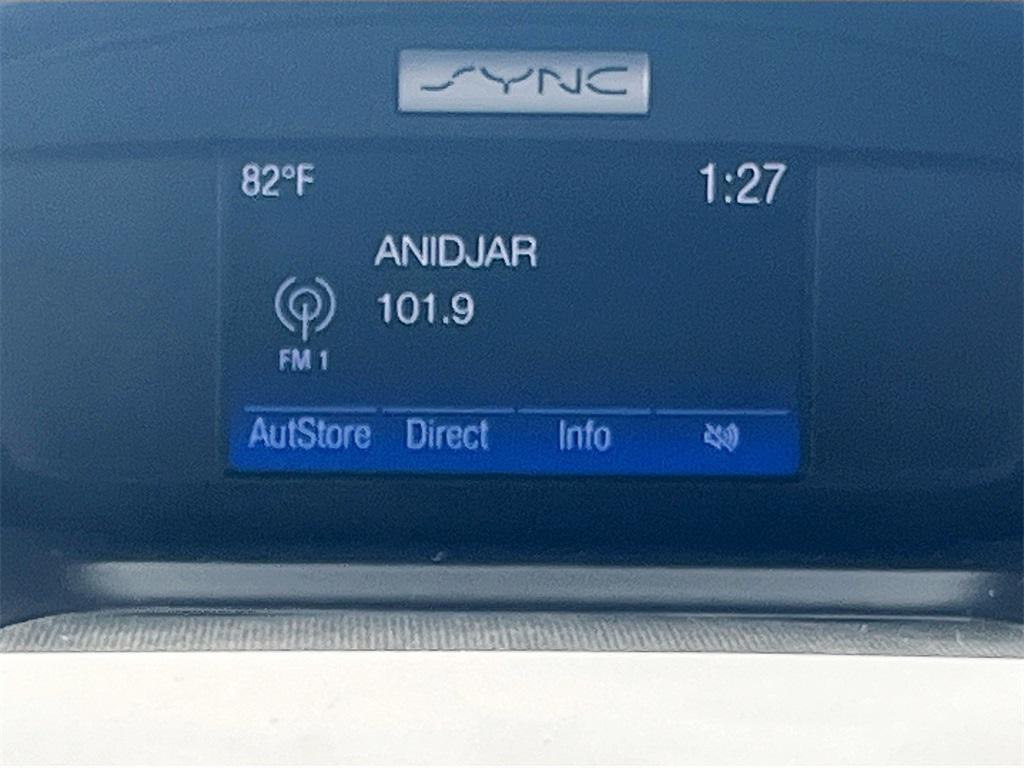 SYNC
82°F 1:27
ANIDJAR
101.9
FM 1
AutStore Direct Info